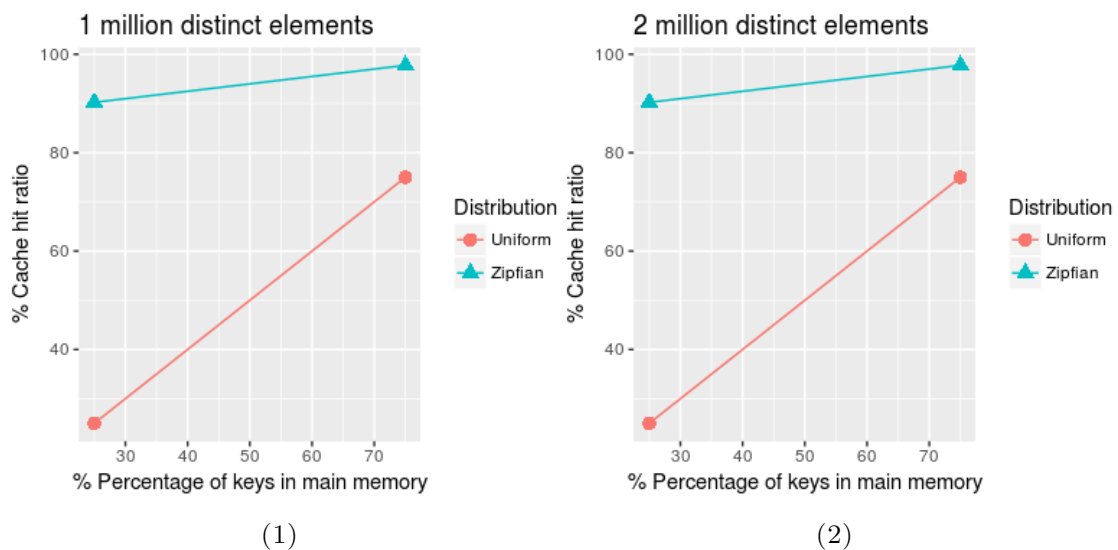 1 million distinct elements
% Cache hit ratio
100
80
60
40
30 40 50 60 70
% Percentage of keys in main memory
Distribution
Uniform
Zipfian
(1)
2 million distinct elements
% Cache hit ratio
100
80
60
40
30 40 50 60 70
% Percentage of keys in main memory
Distribution
Uniform
Zipfian
(2)